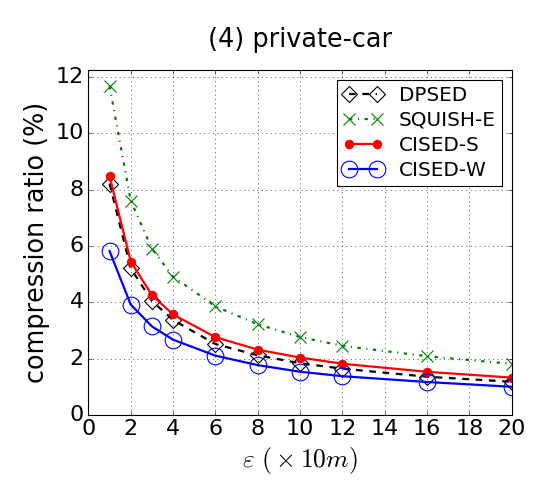 (4) private-car
compression ratio (%)
12
10
8
6
4
2
0
0 2 4 6 8 10 12 14 16 18 20
ε (×10m)
DPSED
SQUISH-E
CISED-S
CISED-W